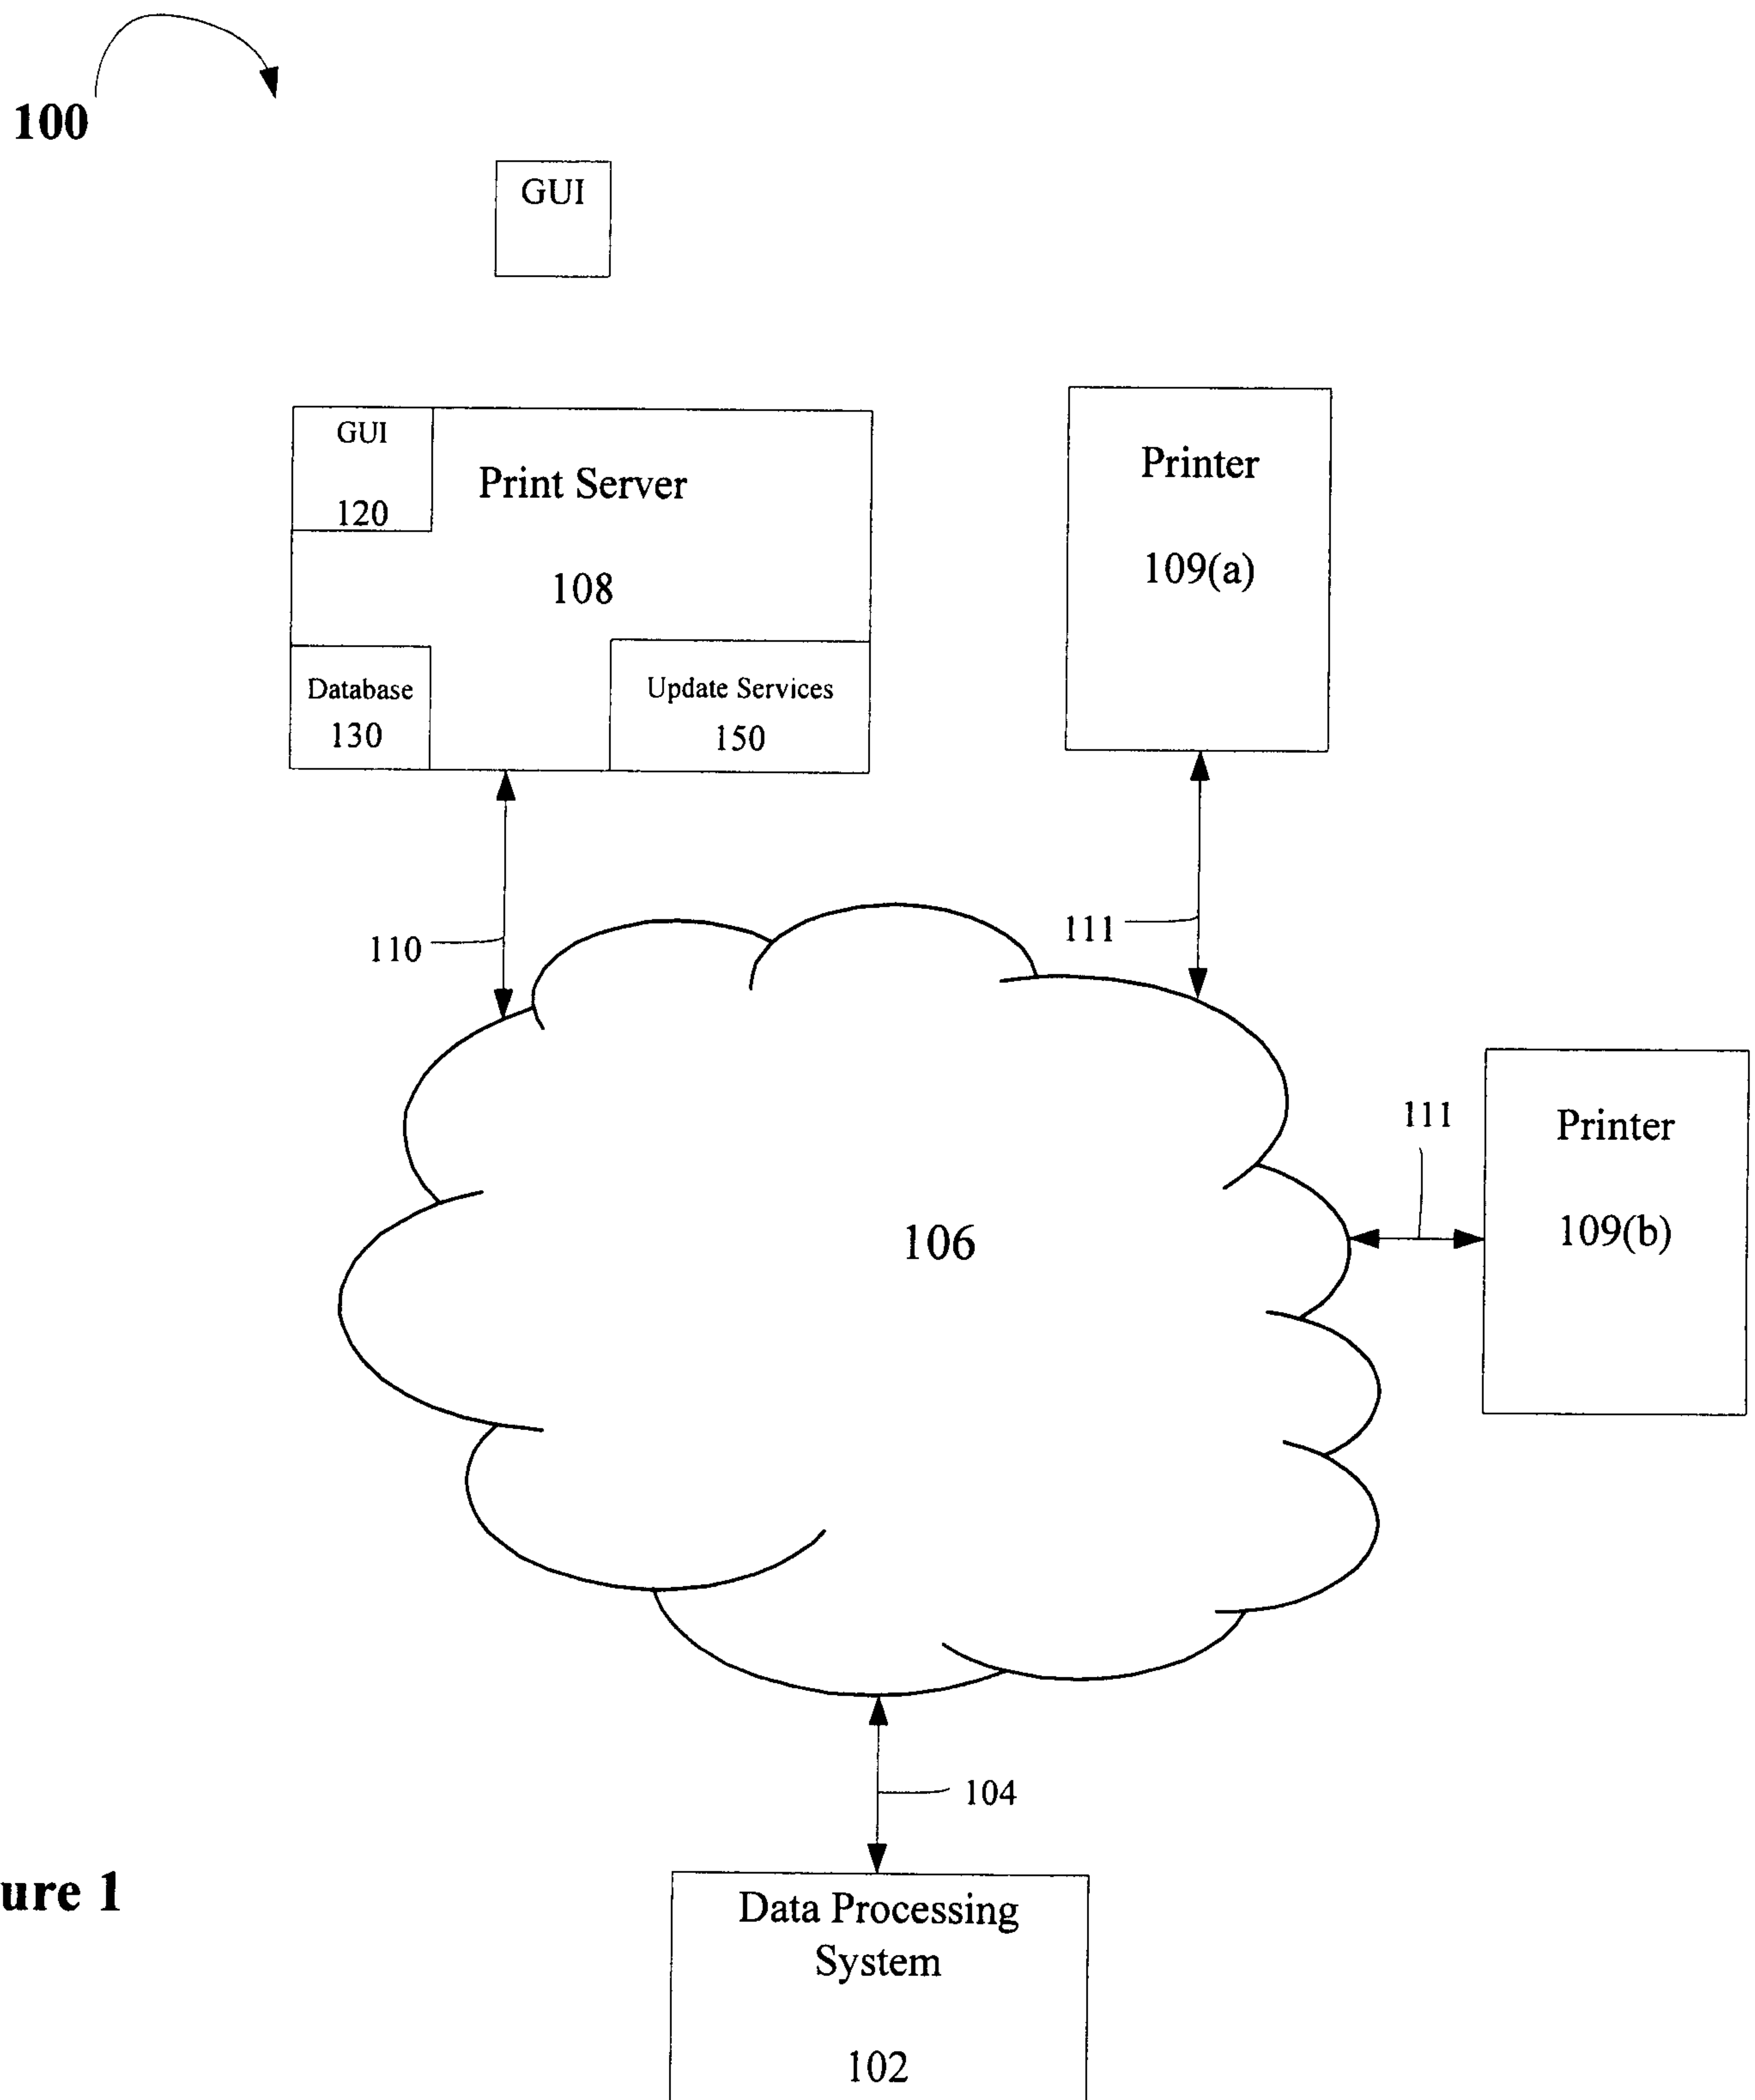 100
GUI
GUI
120
Print Server
108
Database
130
Update Services
150
Printer
109(a)
110
111
111
Printer
109(b)
106
104
ure 1
Data Processing
System
102